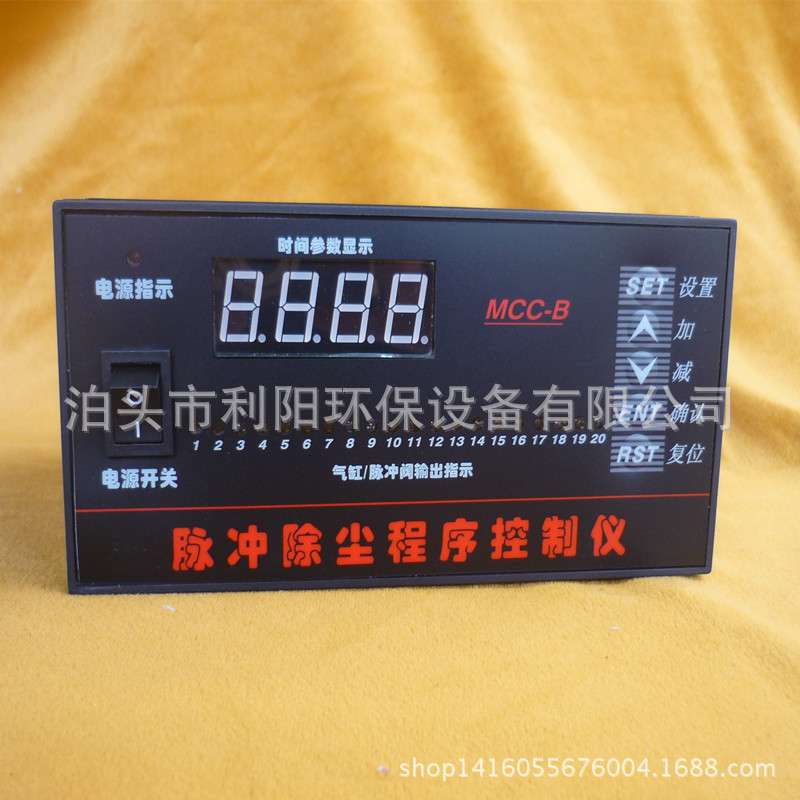 时间参数显示
电源指示
8.8.8.8.
MCC-B
SET 设置
加
减
ENT 确认
RST 复位
泊头市利阳环保设备有限公司
1 2 3 4 5 6 7 8 9 10 11 12 13 14 15 16 17 18 19 20
电源开关
气缸/脉冲阀输出指示
脉冲除尘程序控制仪
shop1416055676004.1688.com